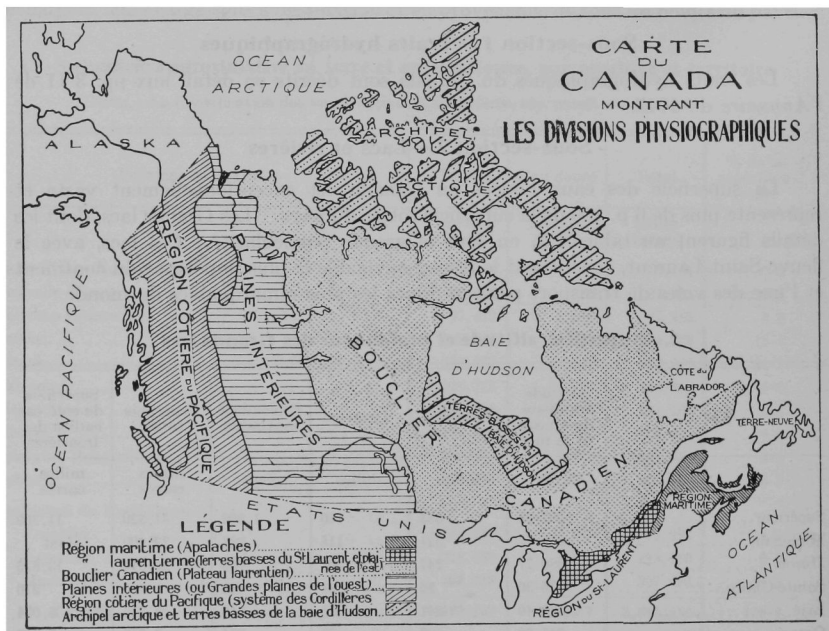 CARTE
DU
CANADA
MONTRANT
LES DIVISIONS PHYSIOGRAPHIQUES
OCEAN
ARCTIQUE
ALASKA
ARCHIPEL
ARCTIQUE
OCEAN PACIFIQUE
RÉGION CÔTIÈRE DU PACIFIQUE
PLAINES INTÉRIEURES
BOUCLIER
CANADIEN
BAIE
D'HUDSON
TERRES BASSES DE LA
BAIE D'HUDSON
CÔTE du
LABRADOR
TERRE-NEUVE
RÉGION
MARITIME
RÉGION DU ST-LAURENT
OCEAN
ATLANTIQUE
ETATS UNIS
LÉGENDE
Région maritime (Apalaches)
" laurentienne (Terres basses du St Laurent et plai-
nes de l'est)
Bouclier Canadien (Plateau laurentien)
Plaines intérieures (ou Grandes plaines de l'ouest)
Région côtière du Pacifique (système des Cordillères
Archipel arctique et terres basses de la baie d'Hudson